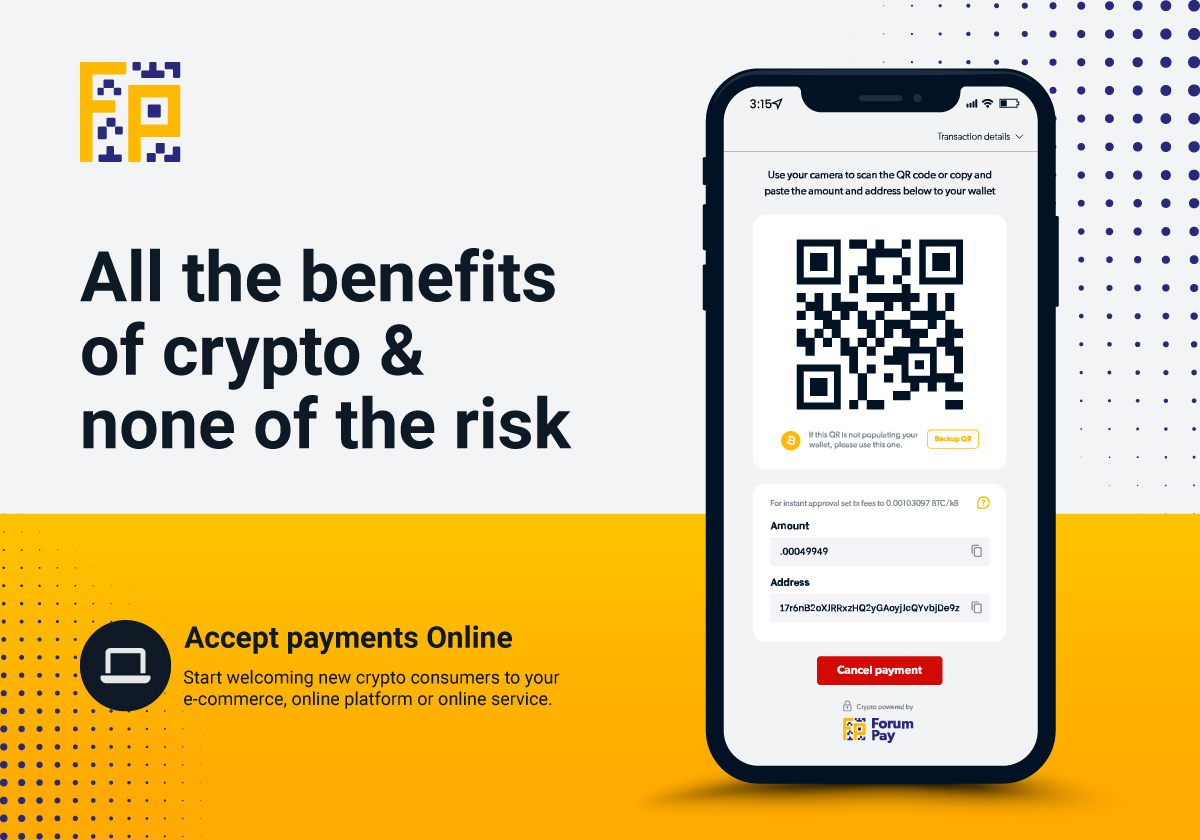 FP
All the benefits
of crypto &
none of the risk
Accept payments Online
Start welcoming new crypto consumers to your
e-commerce, online platform or online service.
3:15
Transaction details
Use your camera to scan the QR code or copy and
paste the amount and address below to your wallet
If this QR is not populating your
wallet, please use this one.
Backup QR
For instant approval set tx fees to 0.00103097 BTC/kB
?
Amount
.00049949
Address
17r6nB2oXJRRxzHQ2yGAoyjJcQYvbjDe9z
Cancel payment
Crypto powered by
FP
Forum
Pay